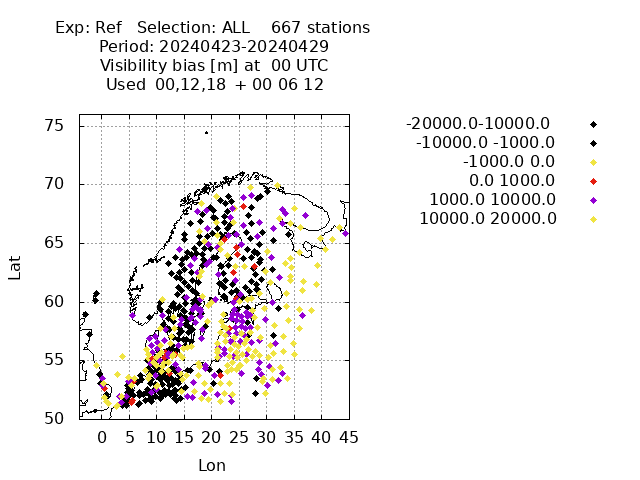 Exp: Ref   Selection: ALL    667 stations
Period: 20240423-20240429
Visibility bias [m] at  00 UTC
Used  00,12,18  + 00 06 12
-20000.0-10000.0
-10000.0 -1000.0
-1000.0 0.0
0.0 1000.0
1000.0 10000.0
10000.0 20000.0
75
70
65
60
55
50
Lat
0 5 10 15 20 25 30 35 40 45
Lon